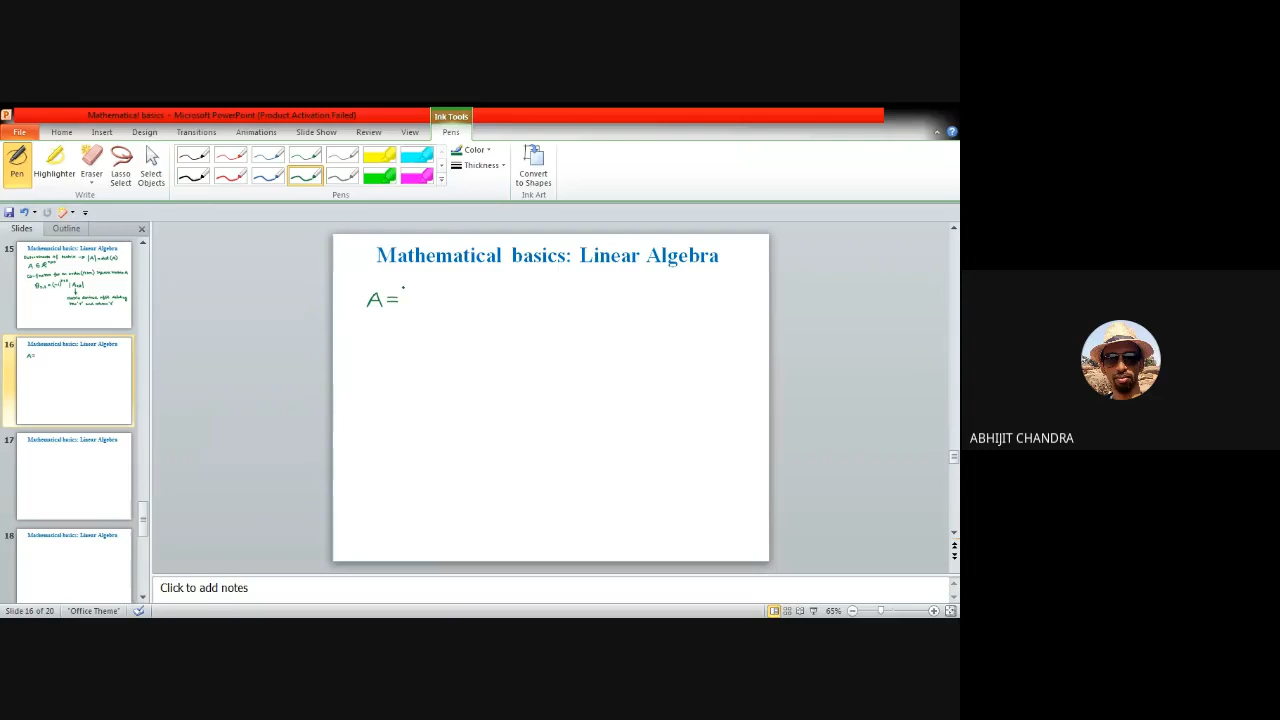 Mathematical basics - Microsoft PowerPoint (Product Activation Failed)
Ink Tools
File Home Insert Design Transitions Animations Slide Show Review View Pens
Pen Highlighter Eraser Lasso Select Select Objects
Color
Thickness
Convert to Shapes
Write Pens Ink Art
Slides Outline
15
Mathematical basics: Linear Algebra
16
Mathematical basics: Linear Algebra
A=
17
Mathematical basics: Linear Algebra
18
Mathematical basics: Linear Algebra
Mathematical basics: Linear Algebra
A=
Click to add notes
Slide 16 of 20 "Office Theme" 65%
ABHIJIT CHANDRA